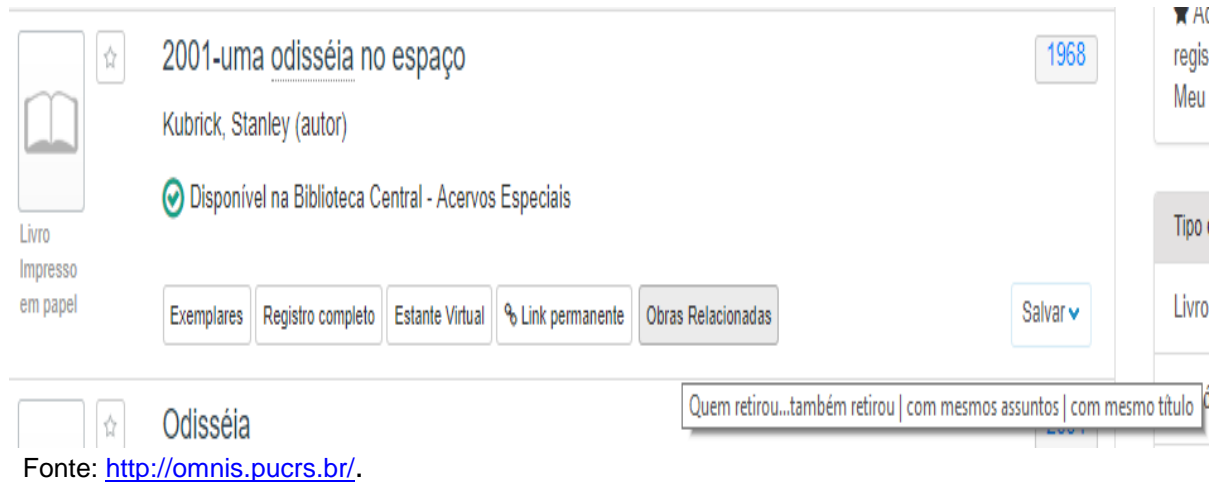 2001-uma odisséia no espaço
1968
Kubrick, Stanley (autor)
Disponível na Biblioteca Central - Acervos Especiais
Livro
Impresso
em papel
Exemplares Registro completo Estante Virtual Link permanente Obras Relacionadas
Salvar
Quem retirou...também retirou | com mesmos assuntos | com mesmo título
Odisséia
regis
Meu
Tipo
Livro
Fonte: http://omnis.pucrs.br/.